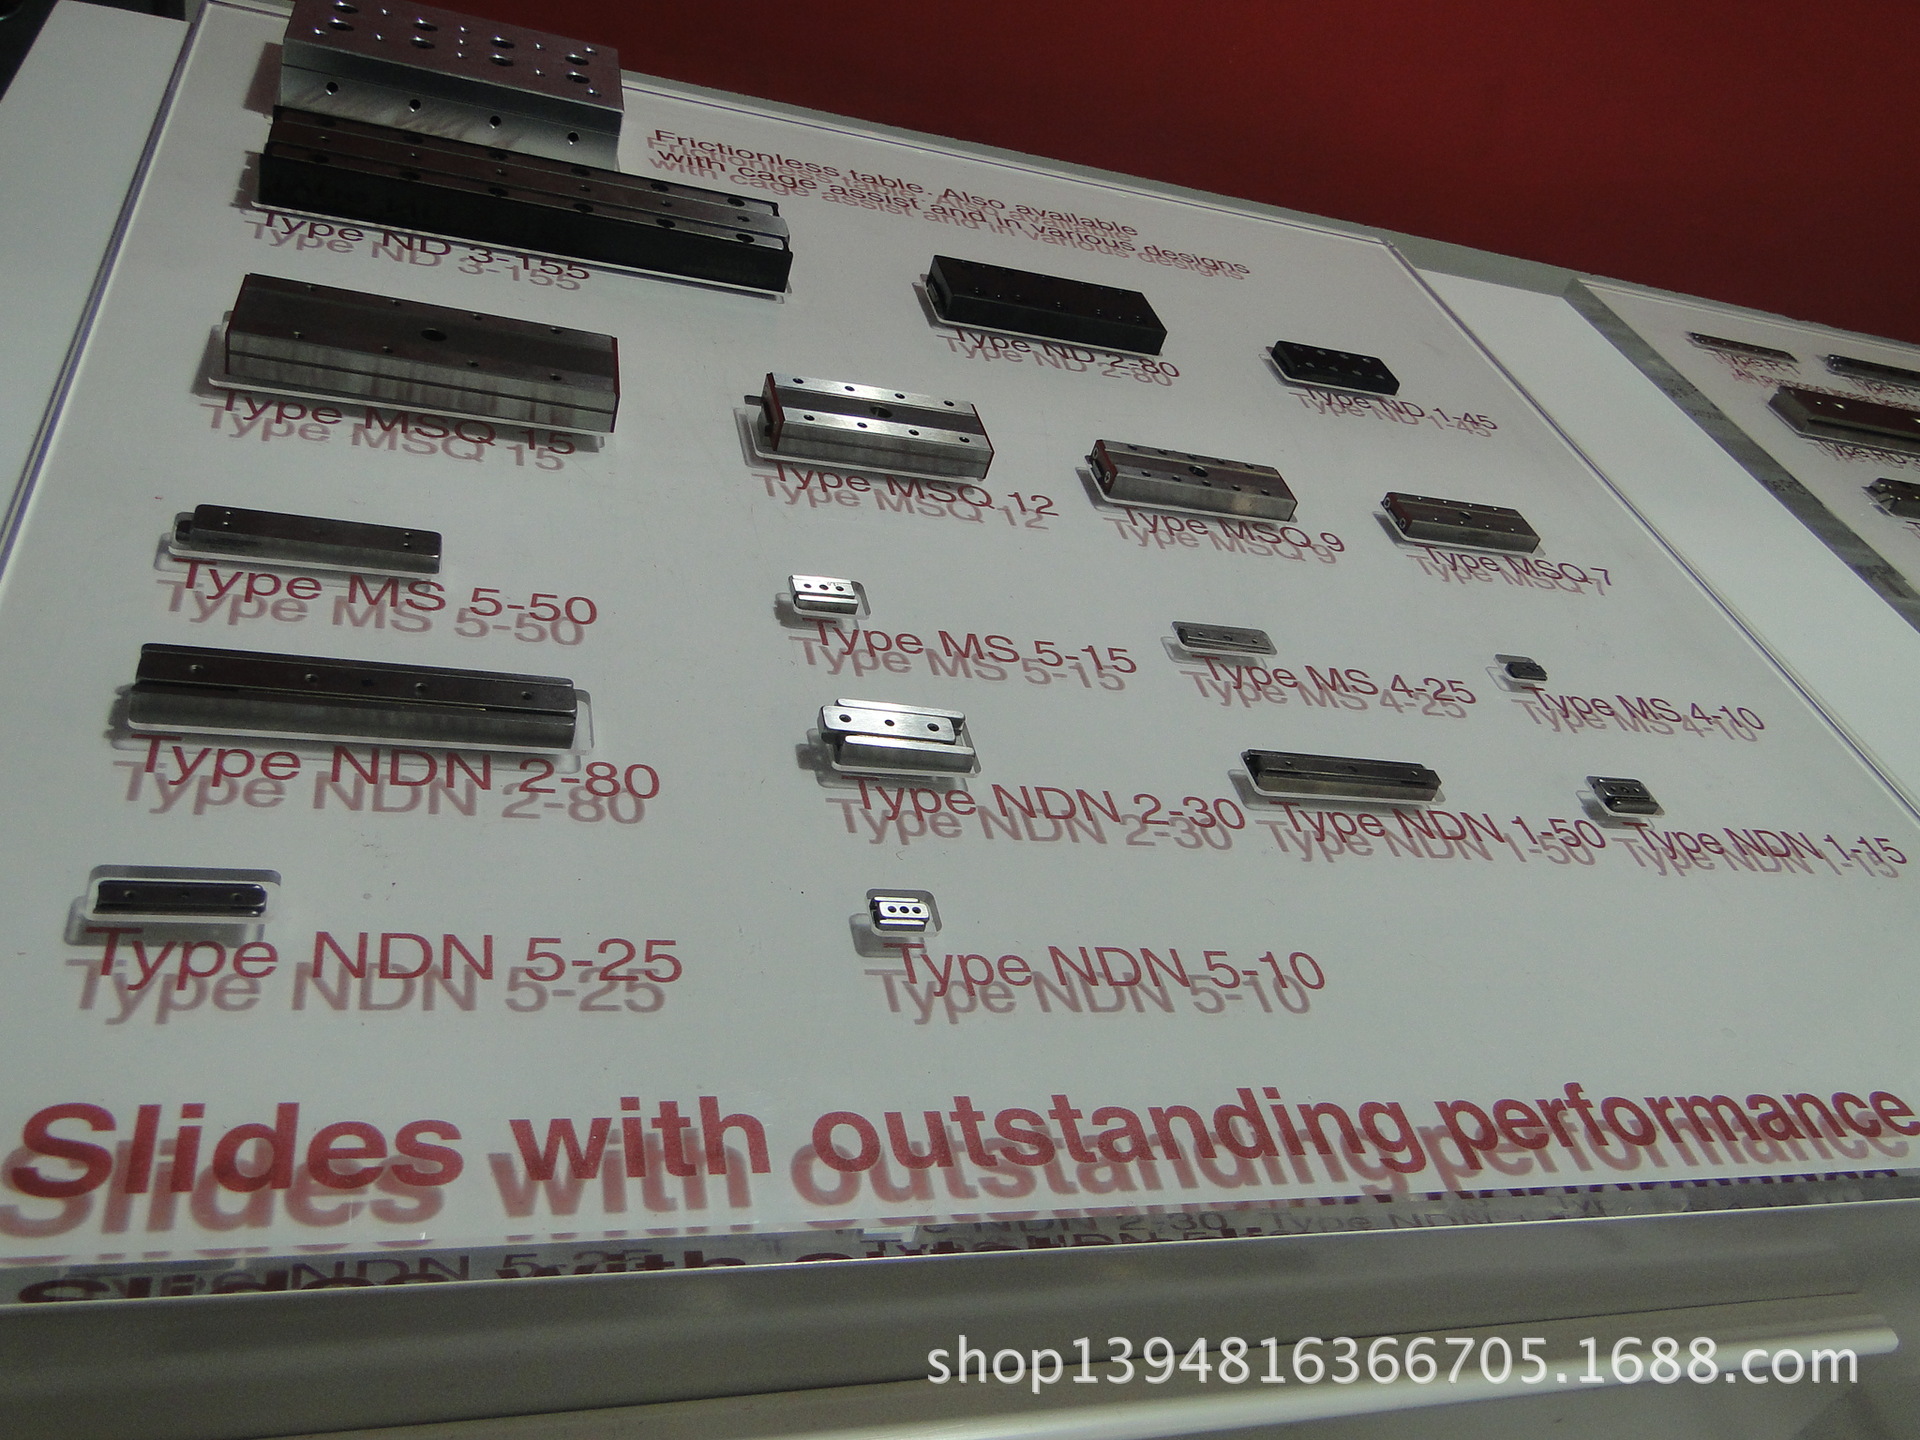 Frictionless table. Also available
with cage assist and in various designs
Type ND 3-155
Type ND 2-80
Type ND 1-45
Type MSQ 15
Type MSQ 12
Type MSQ 9
Type MSQ 7
Type MS 5-50
Type MS 5-15
Type MS 4-25
Type MS 4-10
Type NDN 2-80
Type NDN 2-30
Type NDN 1-50
Type NDN 1-15
Type NDN 5-25
Type NDN 5-10
Slides with outstanding performance
shop1394816366705.1688.com